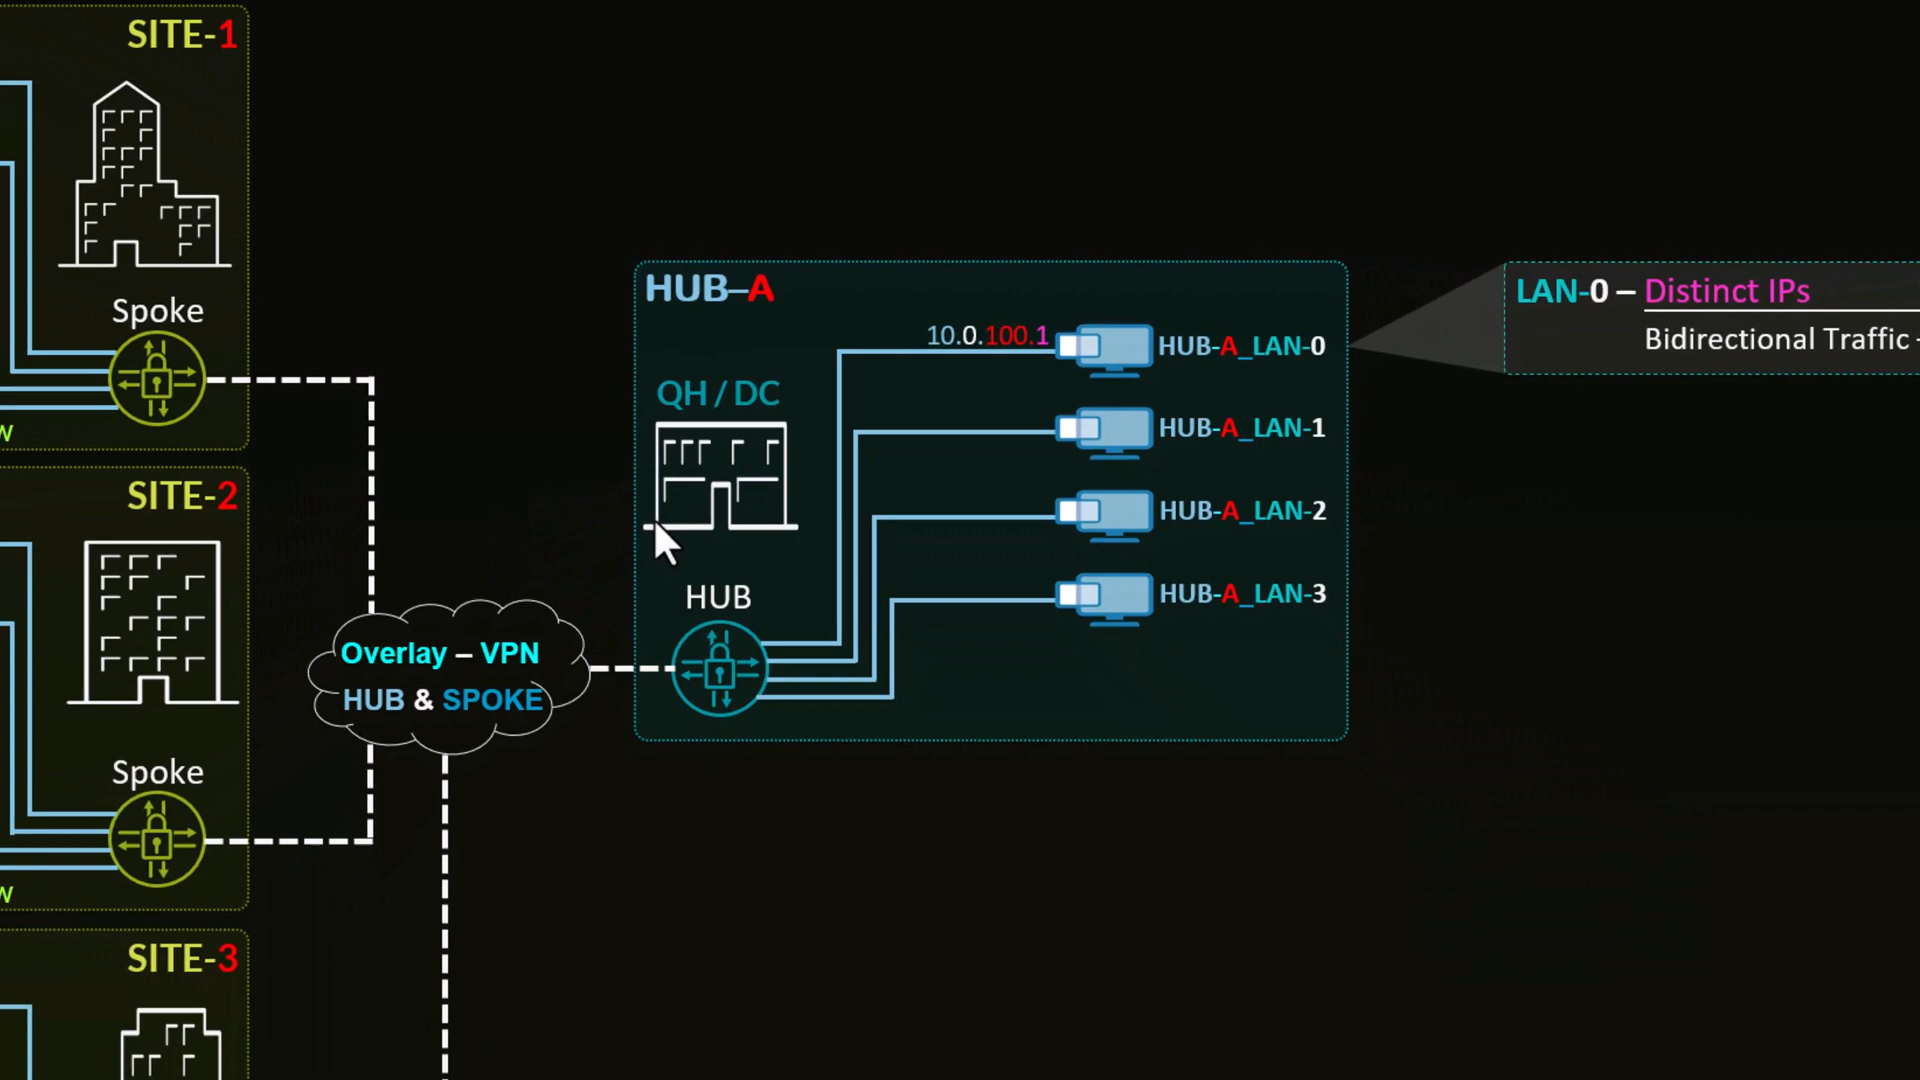 SITE-1
Spoke
w
SITE-2
Spoke
w
SITE-3
Overlay – VPN
HUB & SPOKE
HUB–A
QH / DC
HUB
10.0.100.1
HUB-A_LAN-0
HUB-A_LAN-1
HUB-A_LAN-2
HUB-A_LAN-3
LAN-0 – Distinct IPs
Bidirectional Traffic -